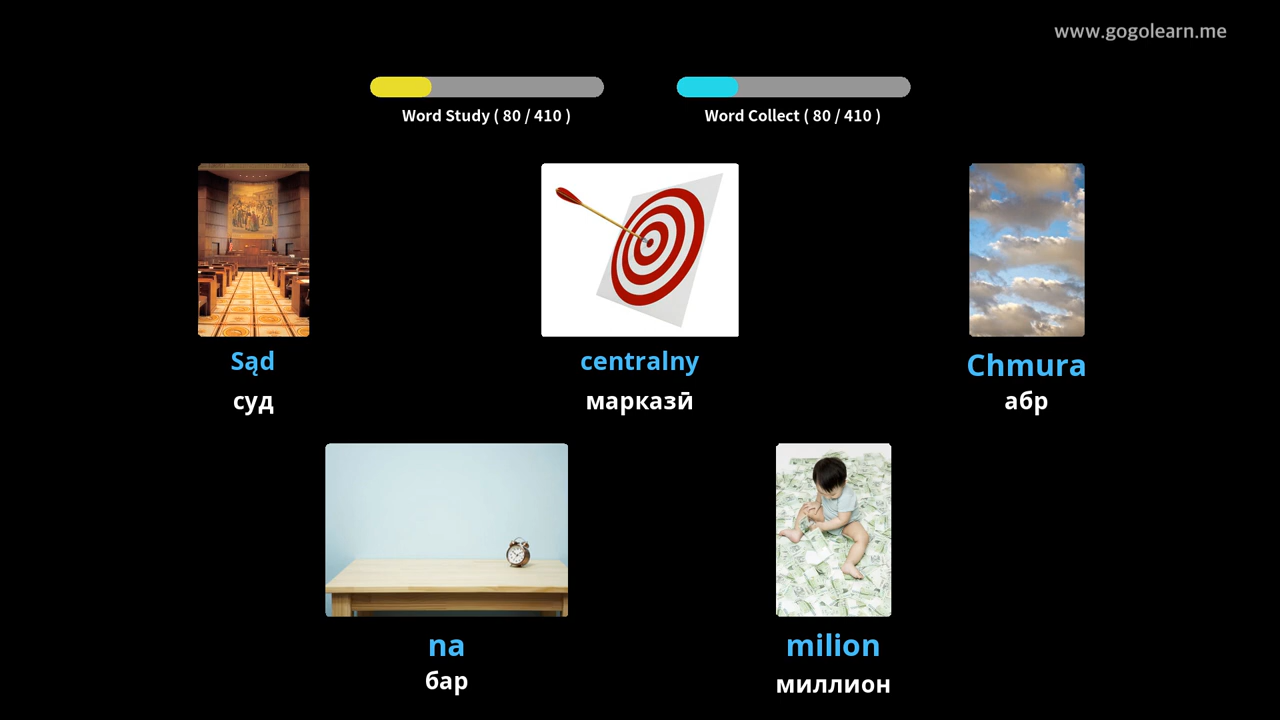 www.gogolearn.me
Word Study ( 80 / 410 )
Word Collect ( 80 / 410 )
Sąd
суд
centralny
марказӣ
Chmura
абр
na
бар
milion
миллион